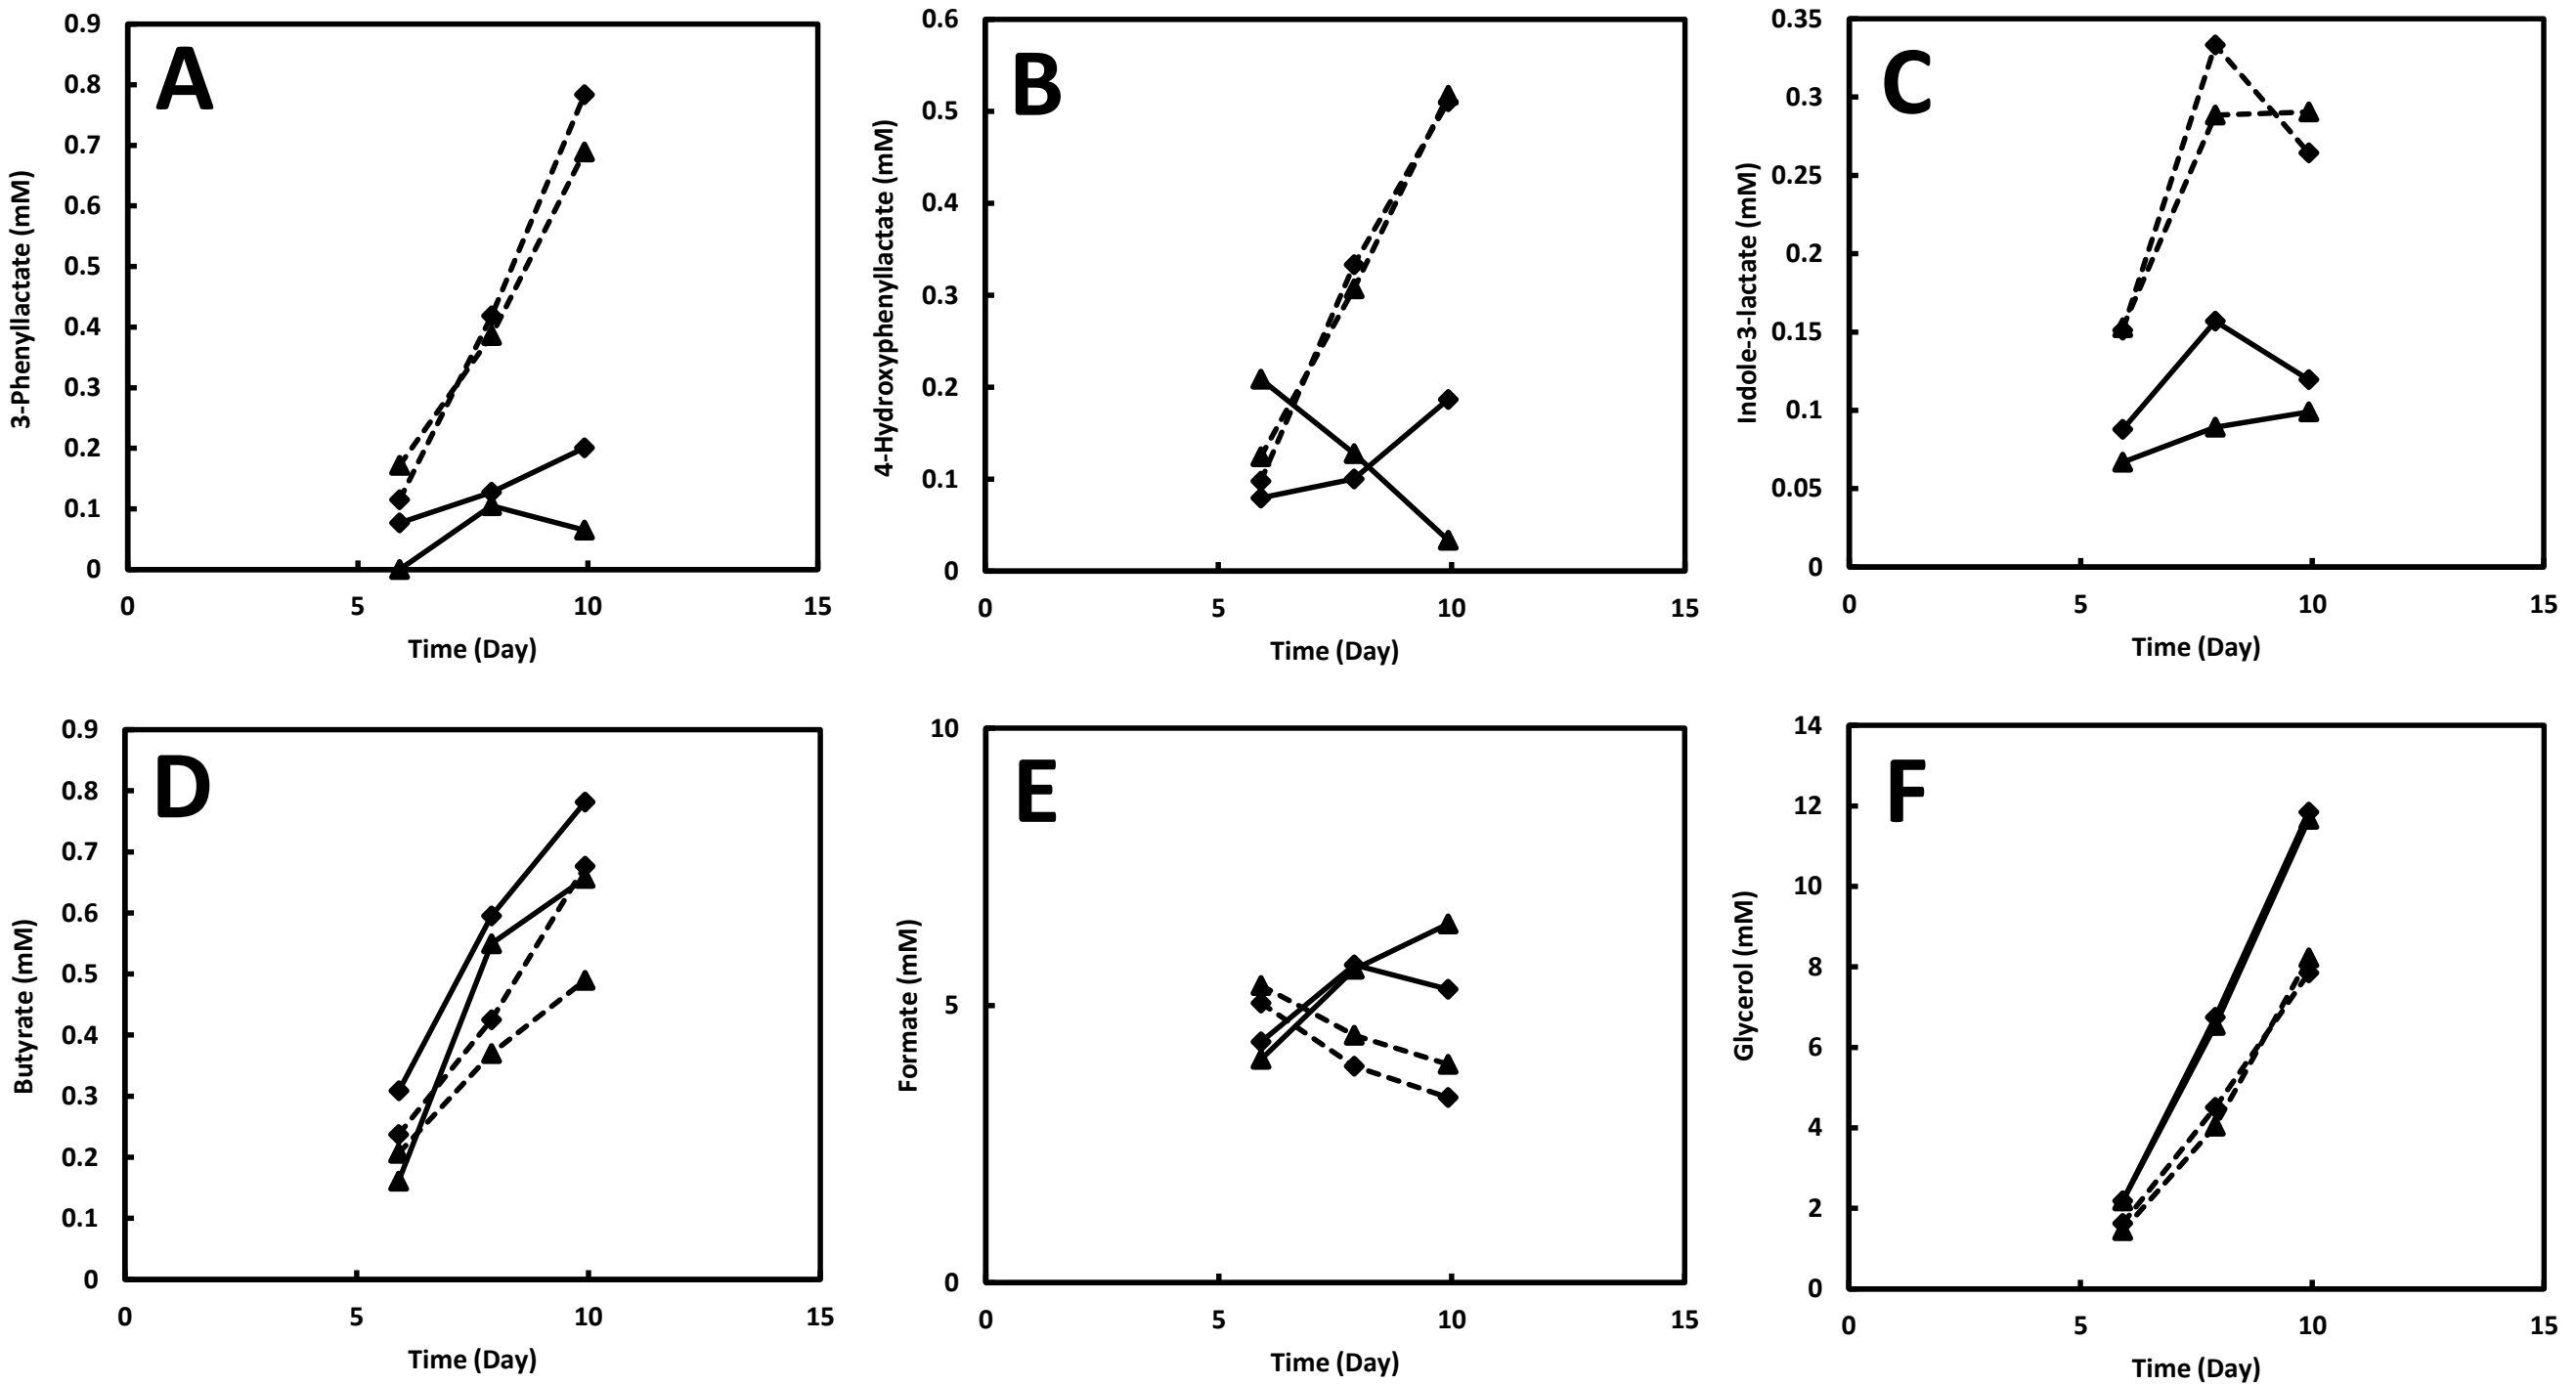 A
3-Phenyllactate (mM)
0.9
0.8
0.7
0.6
0.5
0.4
0.3
0.2
0.1
0
0 5 10 15
Time (Day)
B
4-Hydroxyphenyllactate (mM)
0.6
0.5
0.4
0.3
0.2
0.1
0
0 5 10 15
Time (Day)
C
Indole-3-lactate (mM)
0.35
0.3
0.25
0.2
0.15
0.1
0.05
0
0 5 10 15
Time (Day)
D
Butyrate (mM)
0.9
0.8
0.7
0.6
0.5
0.4
0.3
0.2
0.1
0
0 5 10 15
Time (Day)
E
Formate (mM)
10
5
0
0 5 10 15
Time (Day)
F
Glycerol (mM)
14
12
10
8
6
4
2
0
0 5 10 15
Time (Day)